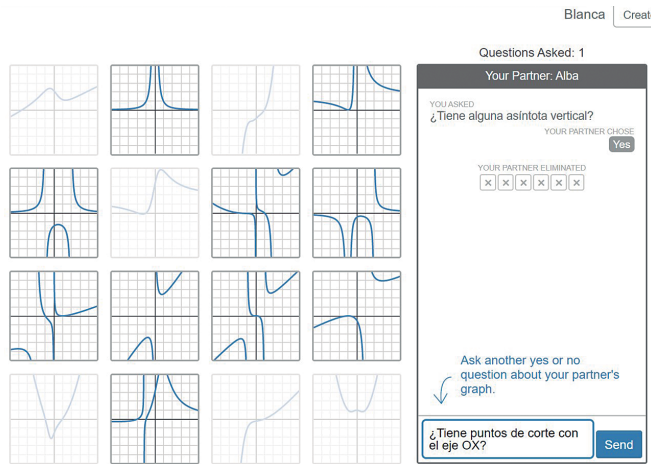 Blanca
Create
Questions Asked: 1
Your Partner: Alba
YOU ASKED
¿Tiene alguna asíntota vertical?
YOUR PARTNER CHOSE
Yes
YOUR PARTNER ELIMINATED
Ask another yes or no
question about your partner's
graph.
¿Tiene puntos de corte con
el eje OX?
Send